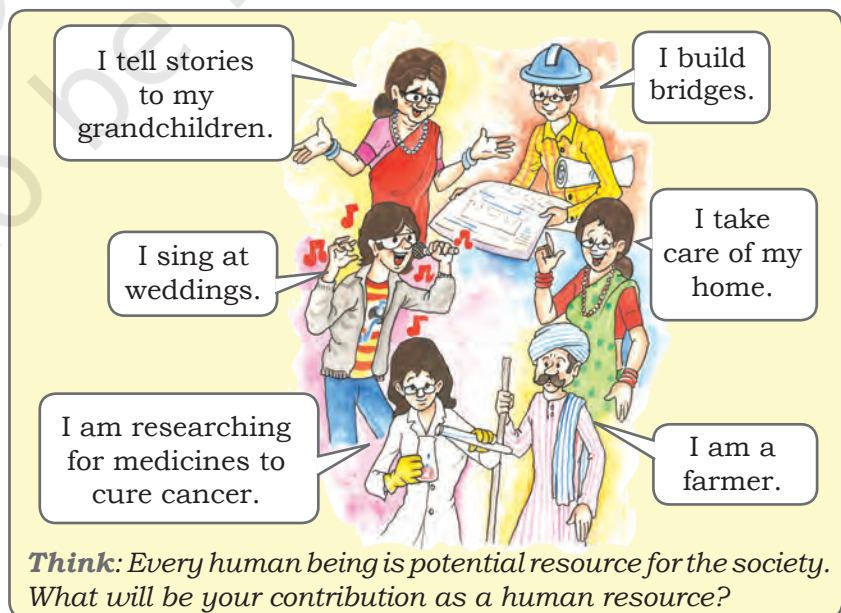 I tell stories
to my
grandchildren.
I build
bridges.
I sing at
weddings.
I take
care of my
home.
I am researching
for medicines to
cure cancer.
I am a
farmer.
Think: Every human being is potential resource for the society.
What will be your contribution as a human resource?